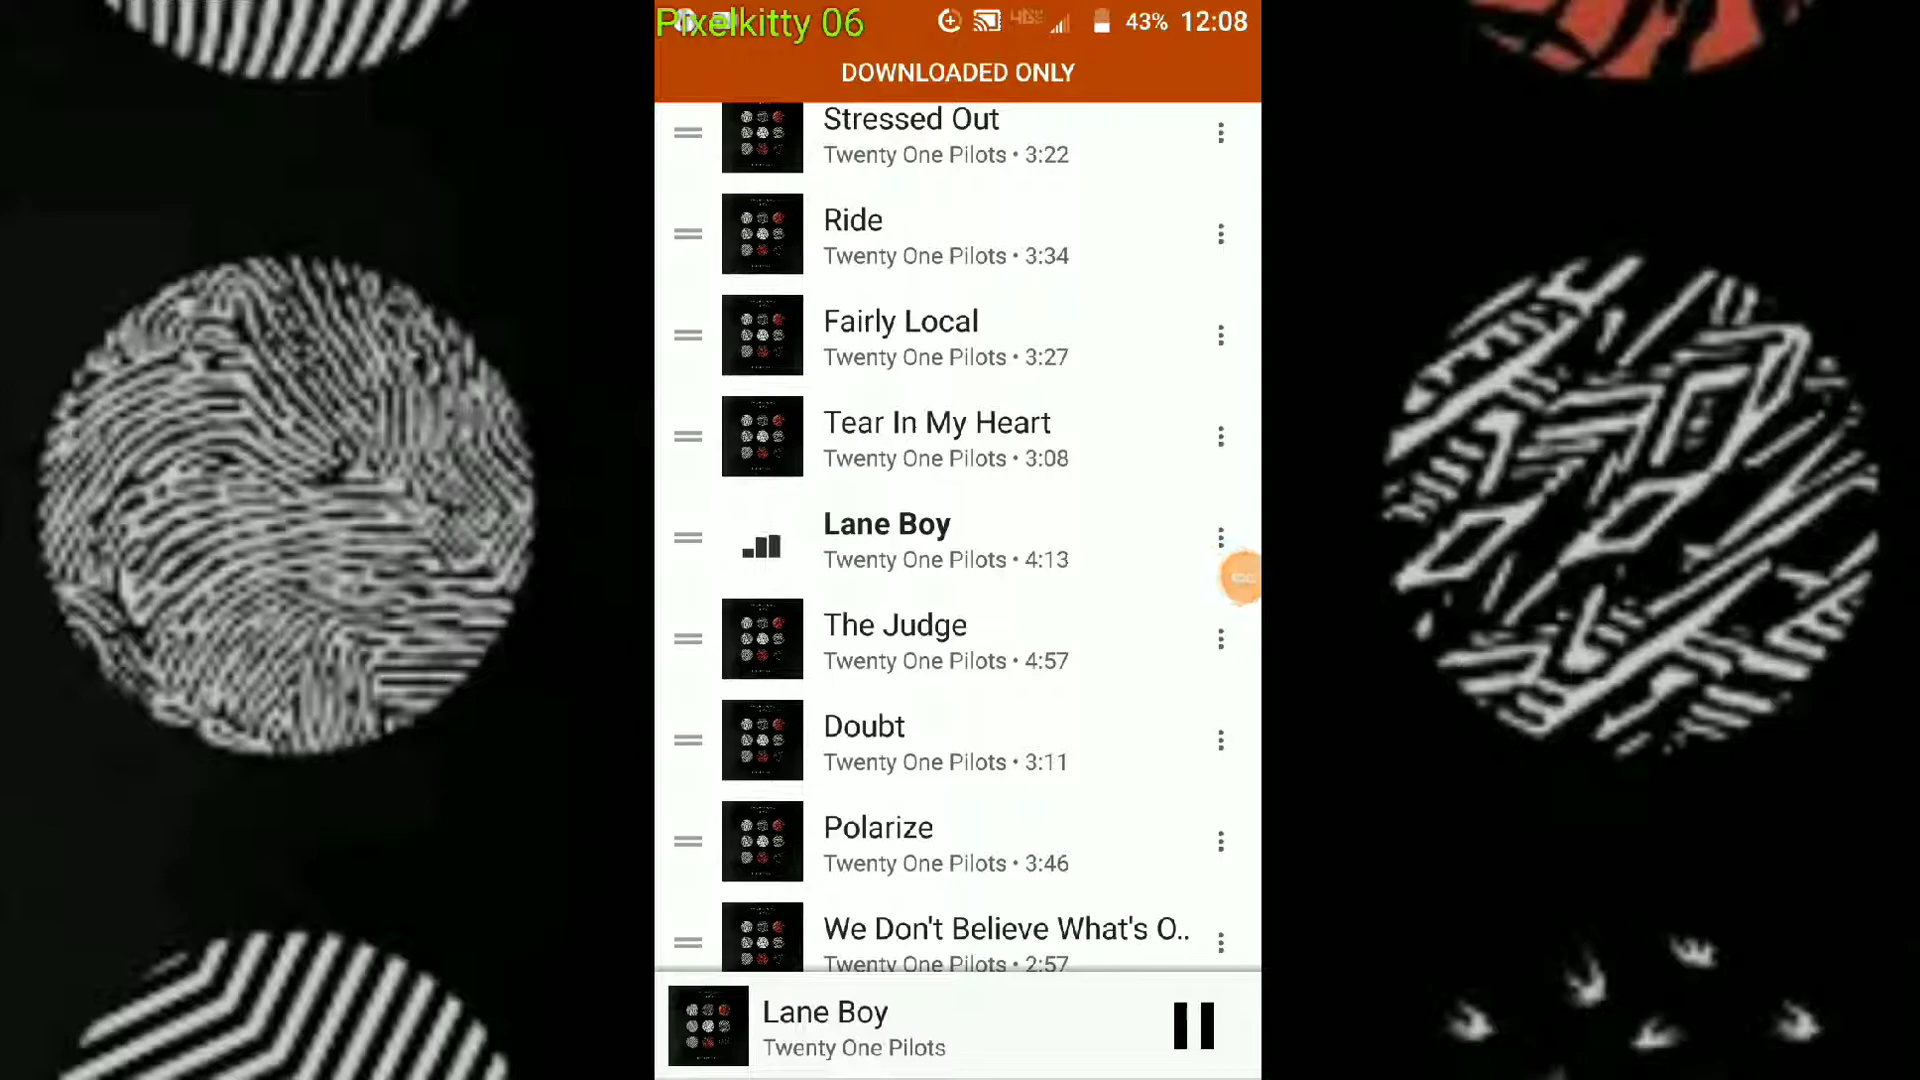 Pixelkitty 06
43% 12:08
DOWNLOADED ONLY
Stressed Out
Twenty One Pilots • 3:22
Ride
Twenty One Pilots • 3:34
Fairly Local
Twenty One Pilots • 3:27
Tear In My Heart
Twenty One Pilots • 3:08
Lane Boy
Twenty One Pilots • 4:13
The Judge
Twenty One Pilots • 4:57
Doubt
Twenty One Pilots • 3:11
Polarize
Twenty One Pilots • 3:46
We Don't Believe What's O..
Twenty One Pilots • 2:57
Lane Boy
Twenty One Pilots